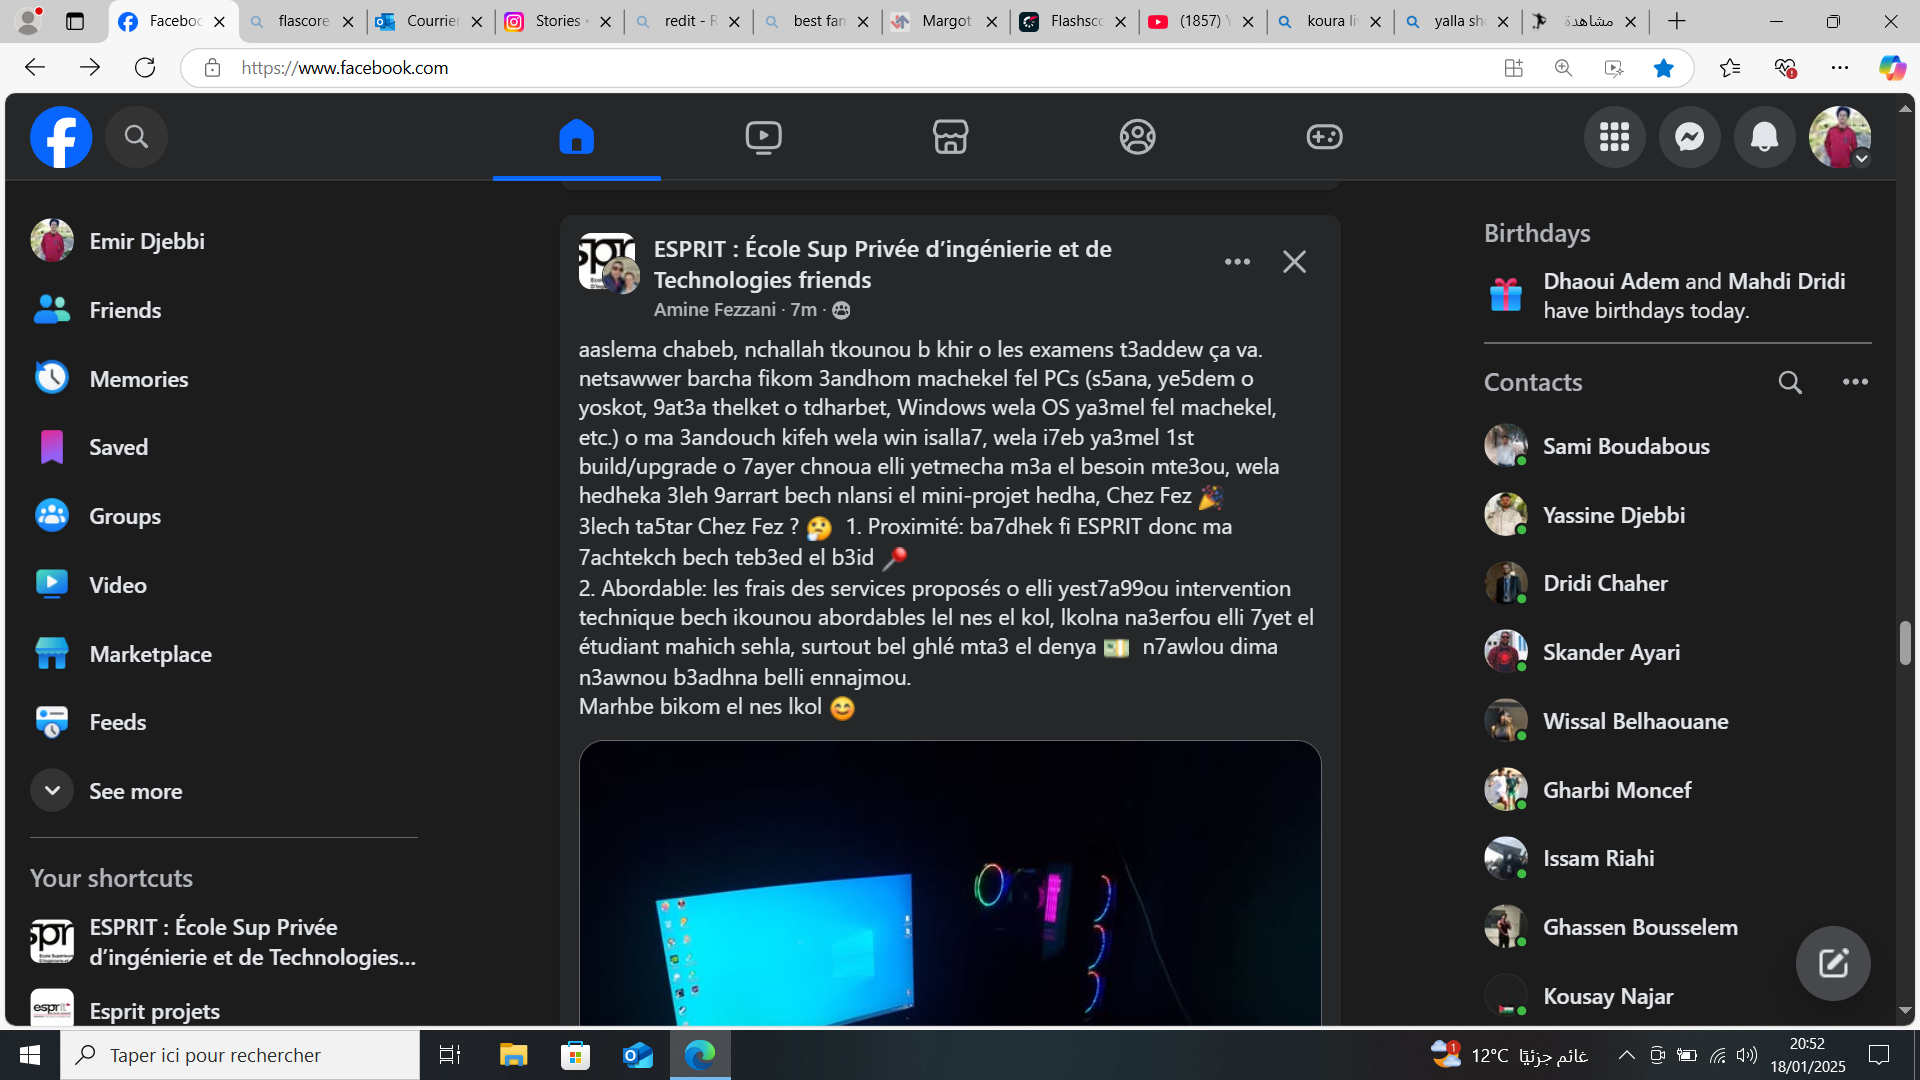 Faceboo
flascore
Courrier
Stories
redit - R
best fan
Margot
Flashsco
(1857) Y
koura li
yalla sh
مشاهدة
https://www.facebook.com
Emir Djebbi
Friends
Memories
Saved
Groups
Video
Marketplace
Feeds
See more
Your shortcuts
ESPRIT : École Sup Privée
d’ingénierie et de Technologies...
Esprit projets
ESPRIT : École Sup Privée d’ingénierie et de
Technologies friends
Amine Fezzani · 7m ·
aaslema chabeb, nchallah tkounou b khir o les examens t3addew ça va.
netsawwer barcha fikom 3andhom machekel fel PCs (s5ana, ye5dem o
yoskot, 9at3a thelket o tdharbet, Windows wela OS ya3mel fel machekel,
etc.) o ma 3andouch kifeh wela win isalla7, wela i7eb ya3mel 1st
build/upgrade o 7ayer chnoua elli yetmecha m3a el besoin mte3ou, wela
hedheka 3leh 9arrart bech nlansi el mini-projet hedha, Chez Fez 🎉
3lech ta5tar Chez Fez ? 🤔 1. Proximité: ba7dhek fi ESPRIT donc ma
7achtekch bech teb3ed el b3id 📍
2. Abordable: les frais des services proposés o elli yest7a99ou intervention
technique bech ikounou abordables lel nes el kol, lkolna na3erfou elli 7yet el
étudiant mahich sehla, surtout bel ghlé mta3 el denya 💵 n7awlou dima
n3awnou b3adhna belli ennajmou.
Marhbe bikom el nes lkol 😊
Birthdays
Dhaoui Adem and Mahdi Dridi
have birthdays today.
Contacts
Sami Boudabous
Yassine Djebbi
Dridi Chaher
Skander Ayari
Wissal Belhaouane
Gharbi Moncef
Issam Riahi
Ghassen Bousselem
Kousay Najar
Taper ici pour rechercher
1
12°C غائم جزئيًا
20:52
18/01/2025